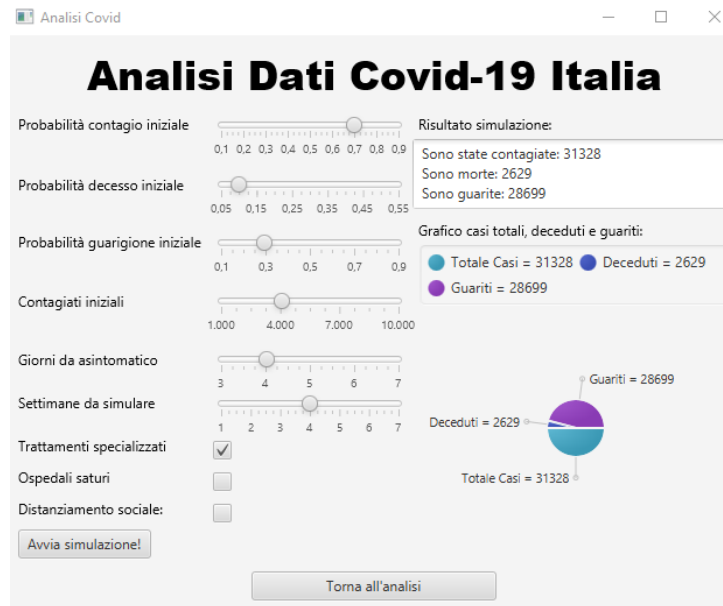 Analisi Covid
Analisi Dati Covid-19 Italia
Probabilità contagio iniziale
0,1 0,2 0,3 0,4 0,5 0,6 0,7 0,8 0,9
Probabilità decesso iniziale
0,05 0,15 0,25 0,35 0,45 0,55
Probabilità guarigione iniziale
0,1 0,3 0,5 0,7 0,9
Contagiati iniziali
1.000 4.000 7.000 10.000
Giorni da asintomatico
3 4 5 6 7
Settimane da simulare
1 2 3 4 5 6 7
Trattamenti specializzati
Ospedali saturi
Distanziamento sociale:
Avvia simulazione!
Risultato simulazione:
Sono state contagiate: 31328
Sono morte: 2629
Sono guarite: 28699
Grafico casi totali, deceduti e guariti:
Totale Casi = 31328 Deceduti = 2629
Guariti = 28699
Guariti = 28699
Deceduti = 2629
Totale Casi = 31328
Torna all'analisi